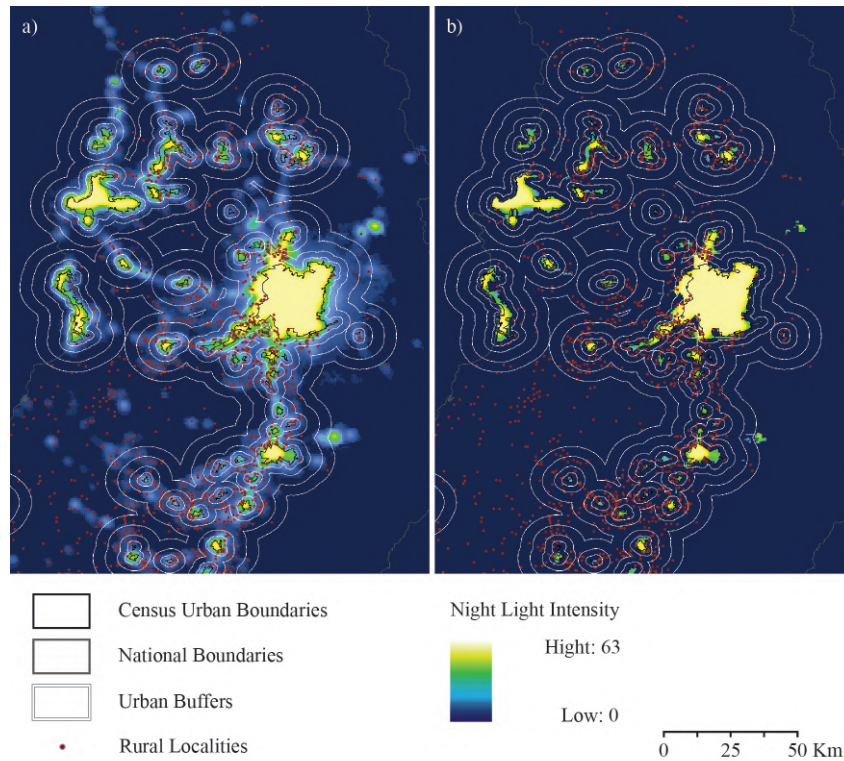 a)
b)
Census Urban Boundaries
National Boundaries
Urban Buffers
Rural Localities
Night Light Intensity
Hight: 63
Low: 0
0 25 50 Km